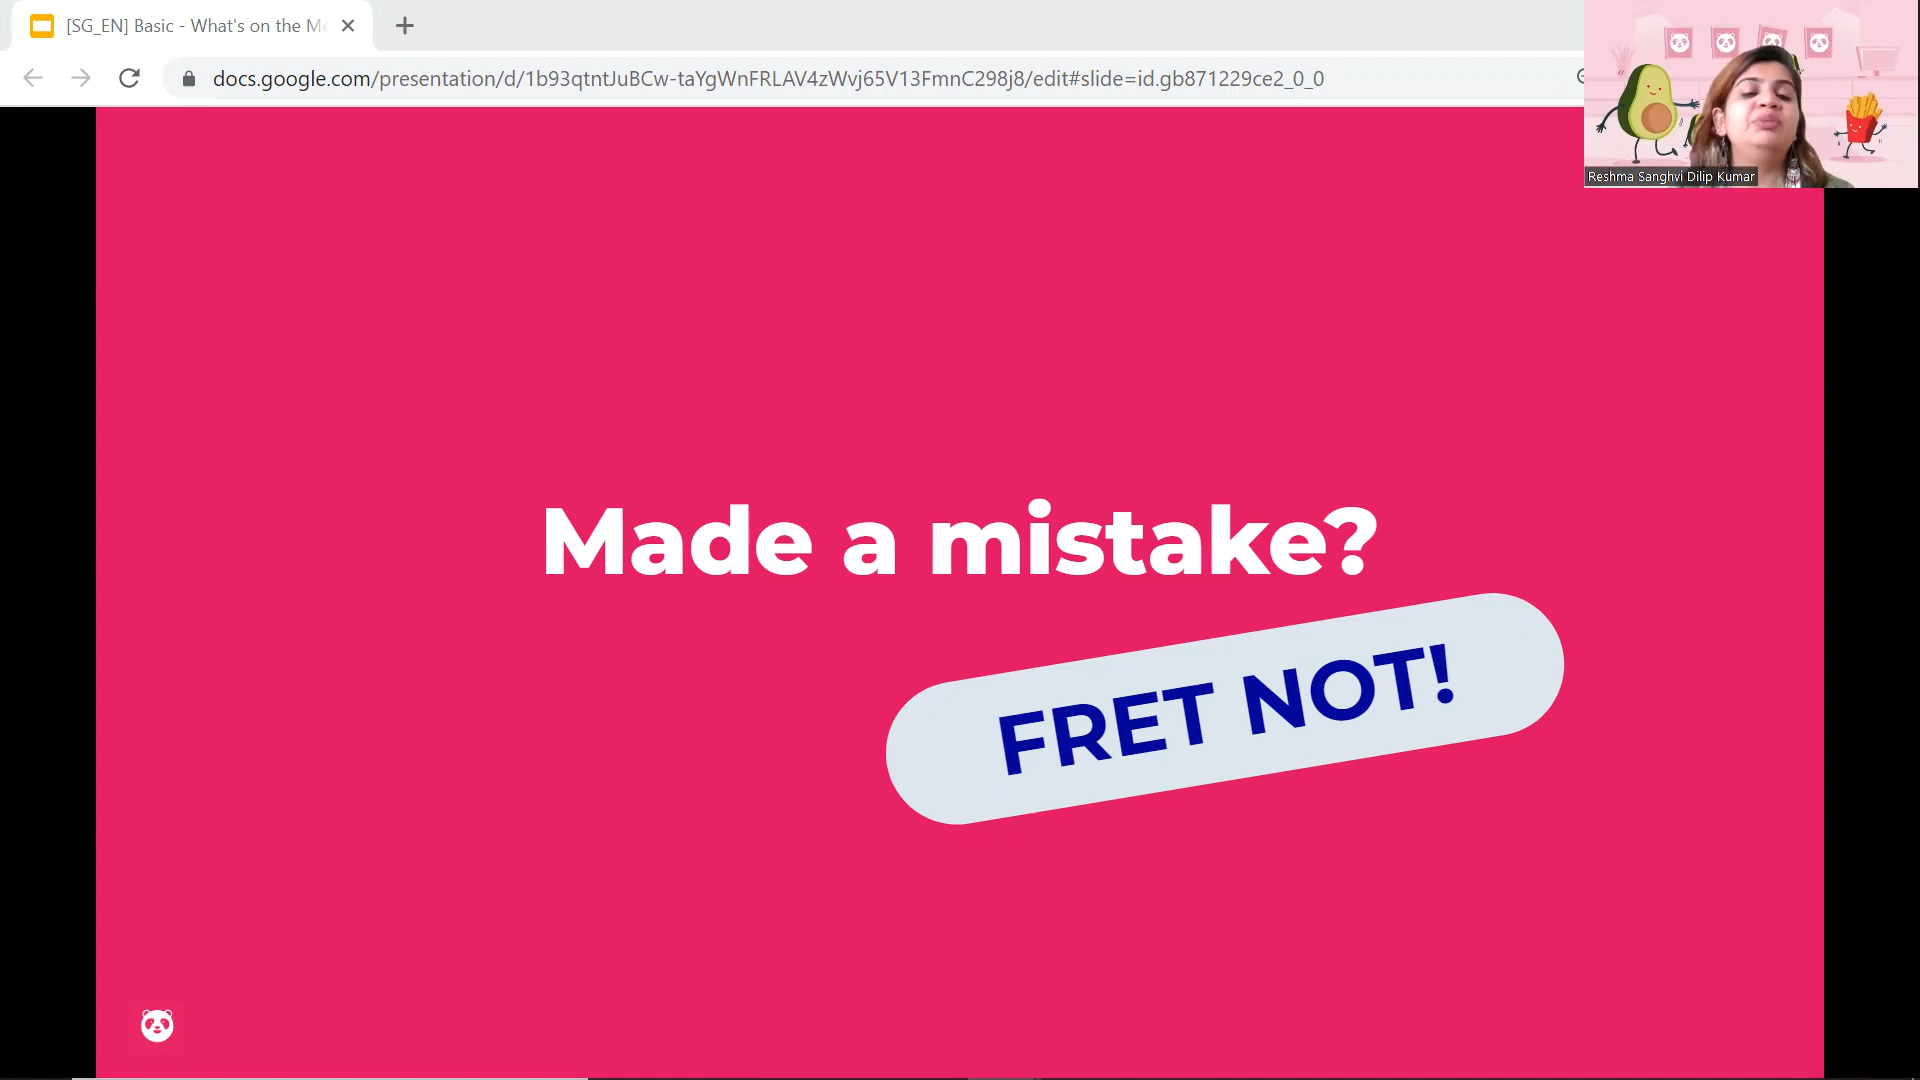 [SG_EN] Basic - What's on the Me
docs.google.com/presentation/d/1b93qtntJuBCw-taYgWnFRLAV4zWvj65V13FmnC298j8/edit#slide=id.gb871229ce2_0_0
Reshma Sanghvi Dilip Kumar
Made a mistake?
FRET NOT!